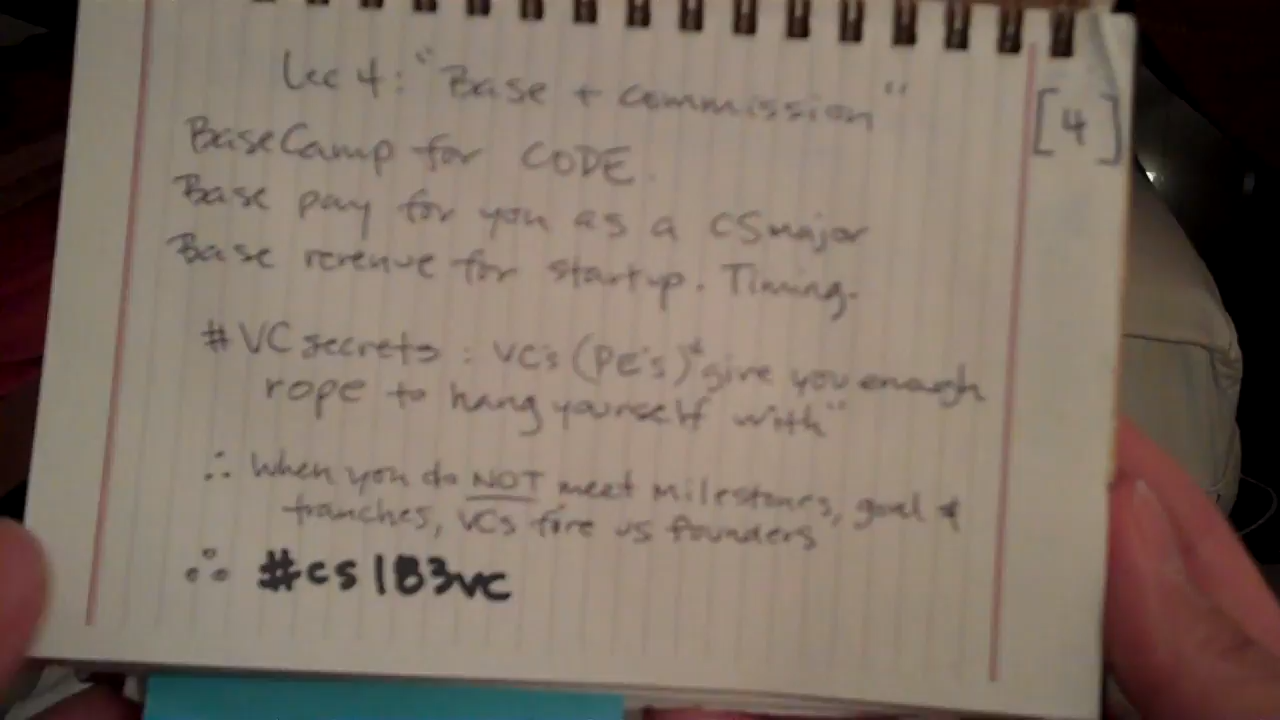 Lec 4: "Base + commission"
[4]
BaseCamp for CODE.
Base pay for you as a CS major
Base revenue for startup. Timing.
#VC secrets: VC's (PE's) "give you enough
rope to hang yourself with"
∴ When you do NOT meet milestones, goal &
tranches, VCs fire us founders
∴ #cs183vc